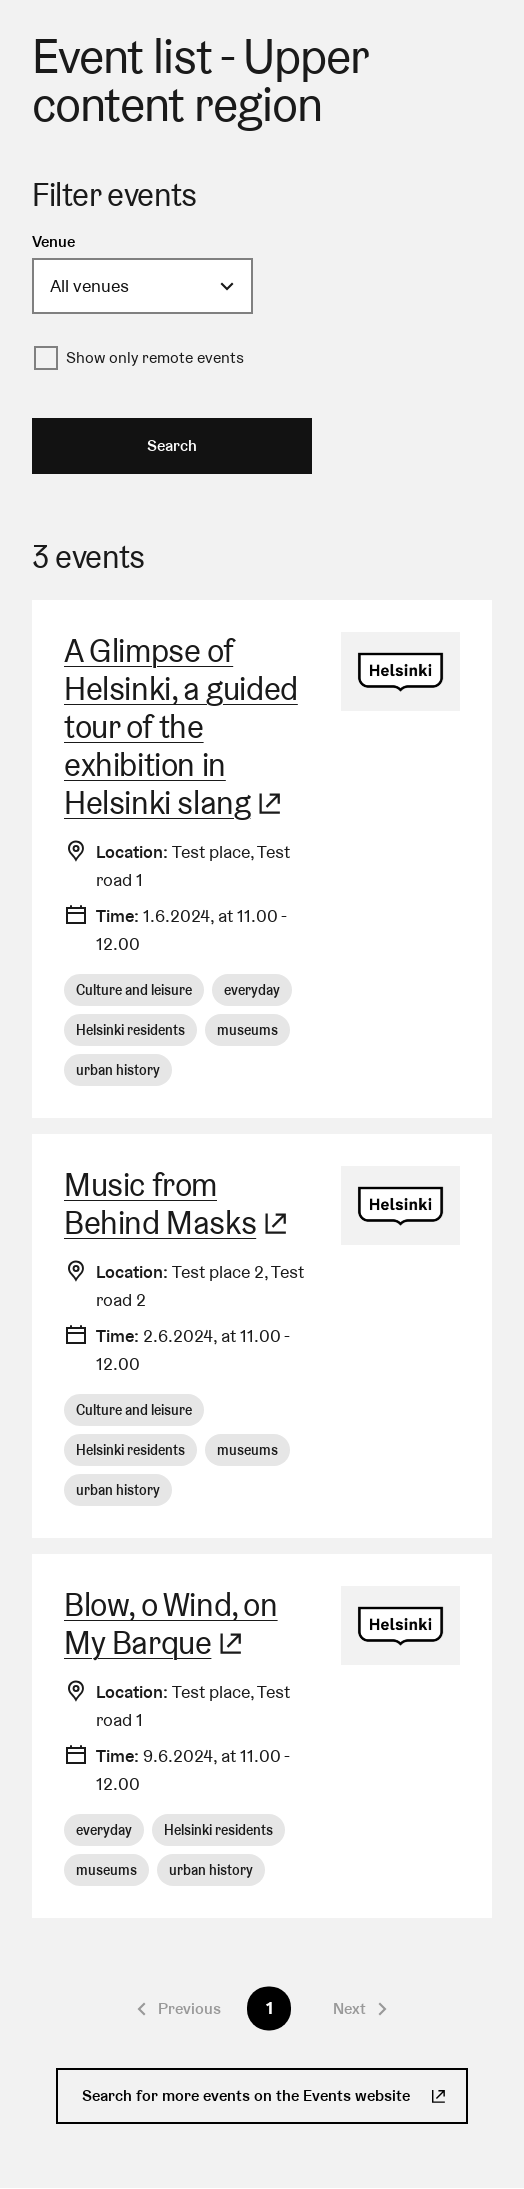 Event list - Upper
content region
Filter events
Venue
All venues
Show only remote events
Search
3 events
A Glimpse of
Helsinki, a guided
tour of the
exhibition in
Helsinki slang
Helsinki
Location: Test place, Test
road 1
Time: 1.6.2024, at 11.00 -
12.00
Culture and leisure everyday
Helsinki residents museums
urban history
Music from
Behind Masks
Helsinki
Location: Test place 2, Test
road 2
Time: 2.6.2024, at 11.00 -
12.00
Culture and leisure
Helsinki residents museums
urban history
Blow, o Wind, on
My Barque
Helsinki
Location: Test place, Test
road 1
Time: 9.6.2024, at 11.00 -
12.00
everyday Helsinki residents
museums urban history
Previous 1 Next
Search for more events on the Events website